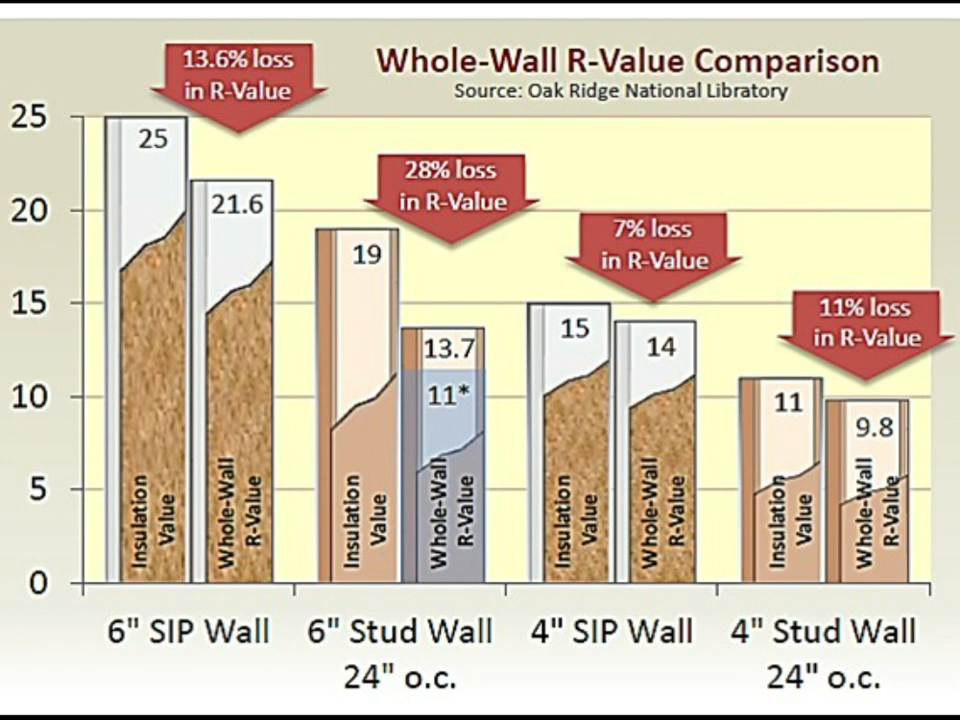 Whole-Wall R-Value Comparison
Source: Oak Ridge National Libratory
13.6% loss
in R-Value
28% loss
in R-Value
7% loss
in R-Value
11% loss
in R-Value
25
20
15
10
5
0
25
21.6
19
13.7
11*
15
14
11
9.8
Insulation
Value
Whole-Wall
R-Value
Insulation
Value
Whole-Wall
R-Value
Insulation
Value
Whole-Wall
R-Value
Insulation
Value
Whole-Wall
R-Value
6" SIP Wall
6" Stud Wall
24" o.c.
4" SIP Wall
4" Stud Wall
24" o.c.